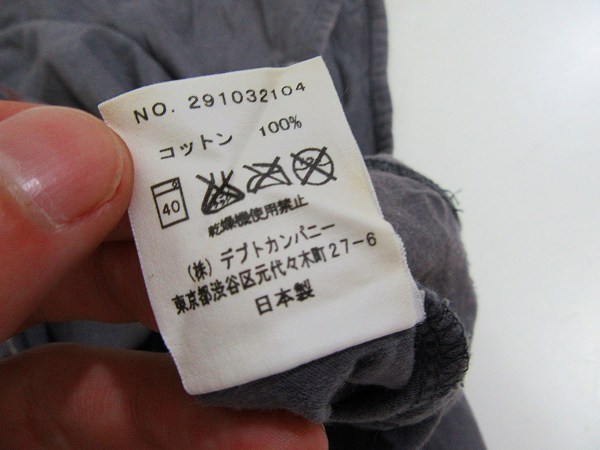 NO. 291032104
コットン 100%
40
乾燥機使用禁止
(株) デプトカンパニー
東京都渋谷区元代々木町27-6
日本製